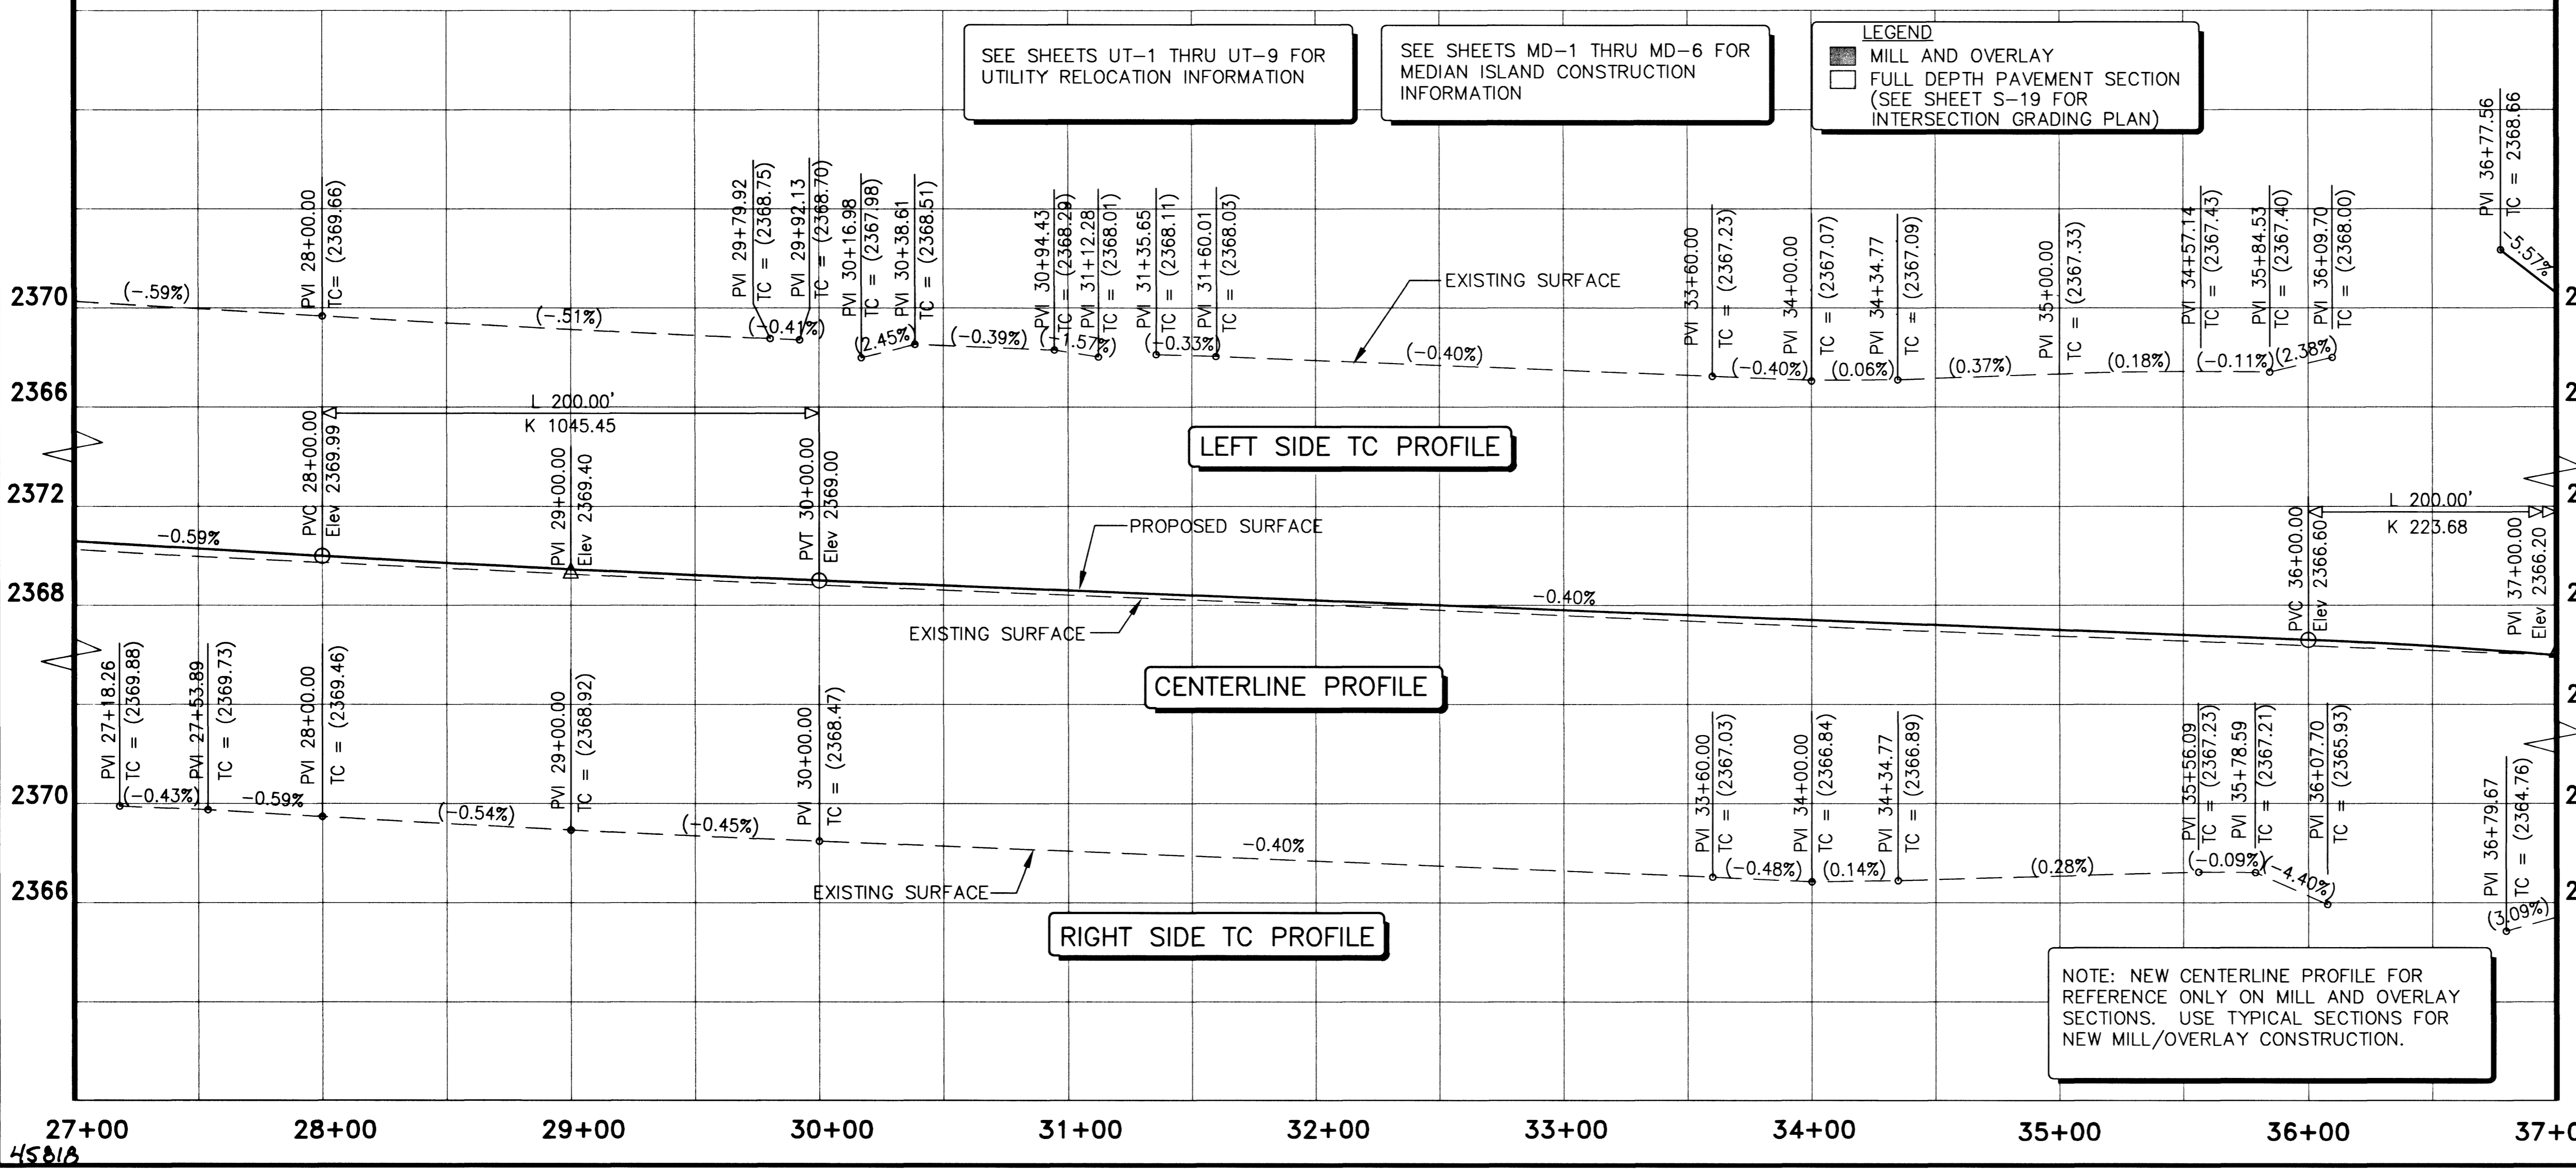 SEE SHEETS UT-1 THRU UT-9 FOR
UTILITY RELOCATION INFORMATION
SEE SHEETS MD-1 THRU MD-6 FOR
MEDIAN ISLAND CONSTRUCTION
INFORMATION
LEGEND
MILL AND OVERLAY
FULL DEPTH PAVEMENT SECTION
(SEE SHEET S-19 FOR
INTERSECTION GRADING PLAN)
2370
2366
(-.59%)
PVI 28+00.00
TC= (2369.66)
(-.51%)
PVI 29+79.92
TC = (2368.75)
(-0.41%)
PVI 29+92.13
TC = (2368.70)
PVI 30+16.98
TC = (2367.98)
(2.45%)
PVI 30+38.61
TC = (2368.51)
(-0.39%)
PVI 30+94.43
TC = (2368.29)
(-1.57%)
PVI 31+12.28
TC = (2368.01)
PVI 31+35.65
TC = (2368.11)
(-0.33%)
PVI 31+60.01
TC = (2368.03)
EXISTING SURFACE
(-0.40%)
PVI 33+60.00
TC = (2367.23)
(-0.40%)
PVI 34+00.00
TC = (2367.07)
(0.06%)
PVI 34+34.77
TC = (2367.09)
(0.37%)
PVI 35+00.00
TC = (2367.33)
(0.18%)
PVI 34+57.14
TC = (2367.43)
(-0.11%)
PVI 35+84.53
TC = (2367.40)
(2.38%)
PVI 36+09.70
TC = (2368.00)
PVI 36+77.56
TC = 2368.66
-5.57%
L 200.00'
K 1045.45
LEFT SIDE TC PROFILE
2372
2368
-0.59%
PVC 28+00.00
Elev 2369.99
PVI 29+00.00
Elev 2369.40
PVT 30+00.00
Elev 2369.00
PROPOSED SURFACE
EXISTING SURFACE
-0.40%
PVC 36+00.00
Elev 2366.60
L 200.00'
K 223.68
PVI 37+00.00
Elev 2366.20
CENTERLINE PROFILE
2370
2366
PVI 27+18.26
TC = (2369.88)
(-0.43%)
PVI 27+53.89
TC = (2369.73)
-0.59%
PVI 28+00.00
TC = (2369.46)
(-0.54%)
PVI 29+00.00
TC = (2368.92)
(-0.45%)
PVI 30+00.00
TC = (2368.47)
-0.40%
EXISTING SURFACE
PVI 33+60.00
TC = (2367.03)
(-0.48%)
PVI 34+00.00
TC = (2366.84)
(0.14%)
PVI 34+34.77
TC = (2366.89)
(0.28%)
PVI 35+56.09
TC = (2367.23)
(-0.09%)
PVI 35+78.59
TC = (2367.21)
(-4.40%)
PVI 36+07.70
TC = (2365.93)
PVI 36+79.67
TC = (2364.76)
(3.09%)
RIGHT SIDE TC PROFILE
NOTE: NEW CENTERLINE PROFILE FOR
REFERENCE ONLY ON MILL AND OVERLAY
SECTIONS. USE TYPICAL SECTIONS FOR
NEW MILL/OVERLAY CONSTRUCTION.
27+00 28+00 29+00 30+00 31+00 32+00 33+00 34+00 35+00 36+00
45818